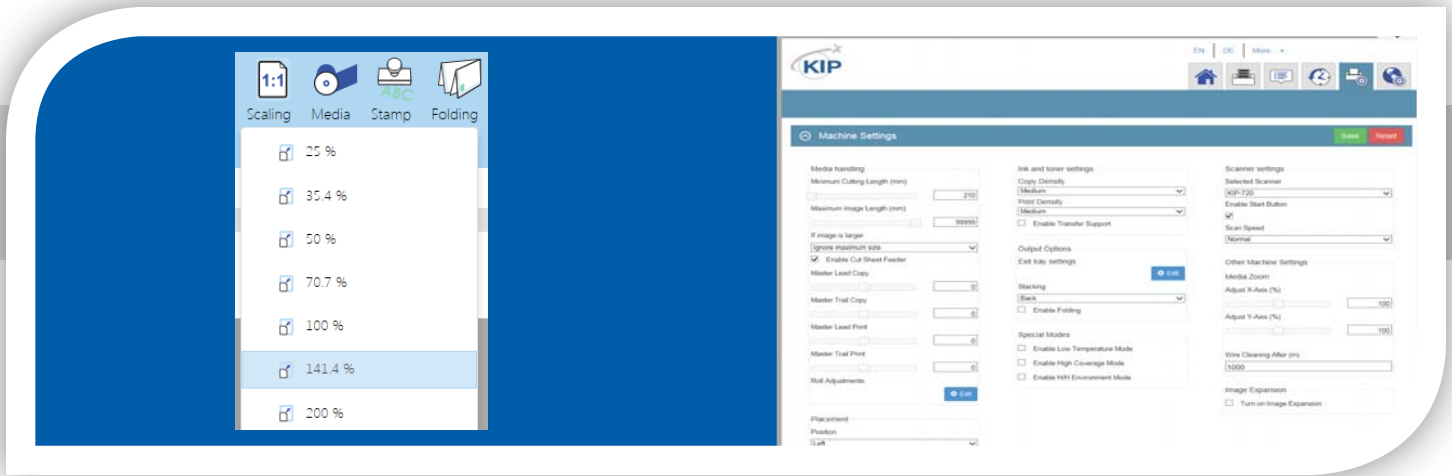 1:1
ABC
Scaling Media Stamp Folding
25 %
35.4 %
50 %
70.7 %
100 %
141.4 %
200 %
KIP
EN DE More...
Machine Settings
Save Reset
Media handling
Minimum Cutting Length (mm)
210
Maximum Image Length (mm)
99999
If image is larger
Ignore maximum size
Enable Cut Sheet Feeder
Master Lead Copy
0
Master Trail Copy
0
Master Lead Print
0
Master Trail Print
0
Roll Adjustments
Edit
Placement
Position
Left
Ink and toner settings
Copy Density
Medium
Print Density
Medium
Enable Transfer Support
Output Options
Exit tray settings
Edit
Stacking
Back
Enable Folding
Special Modes
Enable Low Temperature Mode
Enable High Coverage Mode
Enable H/H Environment Mode
Scanner settings
Selected Scanner
KIP-720
Enable Start Button
Scan Speed
Normal
Other Machine Settings
Media Zoom
Adjust X-Axis (%)
100
Adjust Y-Axis (%)
100
Wire Cleaning After (m)
1000
Image Expansion
Turn on Image Expansion